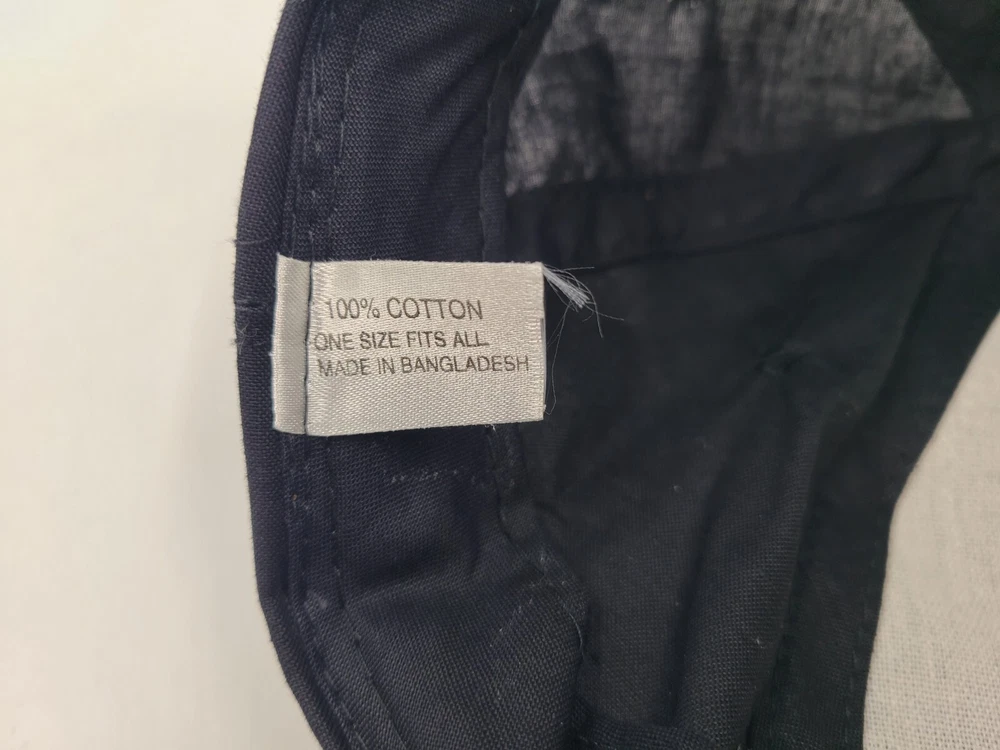 100% COTTON
ONE SIZE FITS ALL
MADE IN BANGLADESH